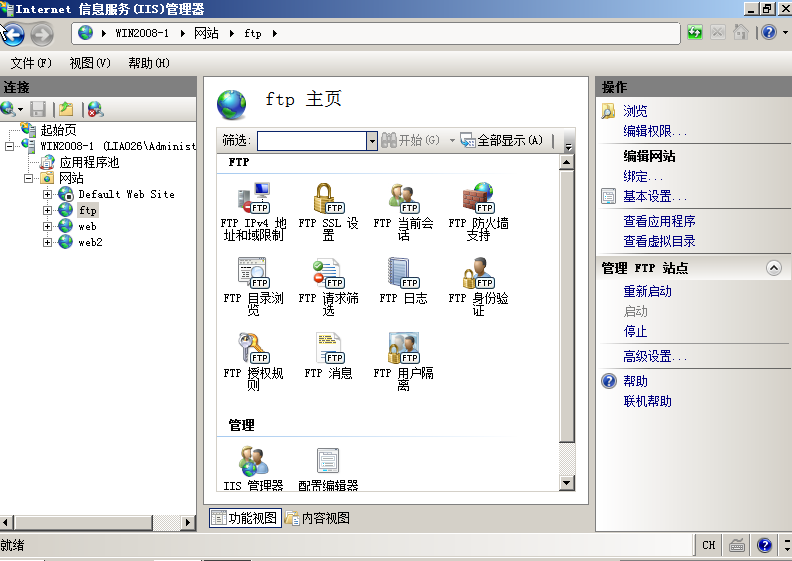 Internet 信息服务(IIS)管理器
WIN2008-1 网站 ftp
文件(F) 视图(V) 帮助(H)
连接
起始页
WIN2008-1 (LIA026\Administ
应用程序池
网站
Default Web Site
ftp
web
web2
ftp 主页
筛选: 开始(G) 全部显示(A)
FTP
FTP IPv4 地
址和域限制
FTP SSL 设
置
FTP 当前会
话
FTP 防火墙
支持
FTP 目录浏
览
FTP 请求筛
选
FTP 日志
FTP 身份验
证
FTP 授权规
则
FTP 消息
FTP 用户隔
离
管理
IIS 管理器
配置编辑器
功能视图 内容视图
操作
浏览
编辑权限...
编辑网站
绑定...
基本设置...
查看应用程序
查看虚拟目录
管理 FTP 站点
重新启动
启动
停止
高级设置...
帮助
联机帮助
就绪
CH